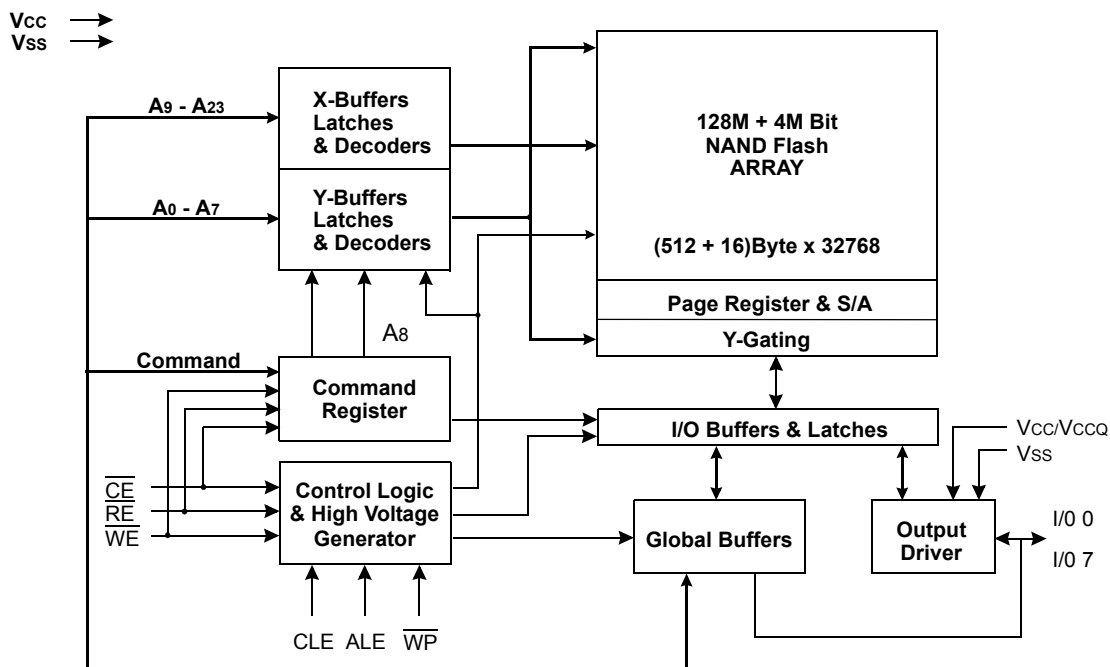 VCC
VSS
A9 - A23
X-Buffers
Latches
& Decoders
A0 - A7
Y-Buffers
Latches
& Decoders
128M + 4M Bit
NAND Flash
ARRAY
(512 + 16)Byte x 32768
Page Register & S/A
Y-Gating
A8
Command
Command
Register
I/O Buffers & Latches
VCC/VCCQ
VSS
CE
RE
WE
Control Logic
& High Voltage
Generator
Global Buffers
Output
Driver
I/0 0
I/0 7
CLE
ALE
WP